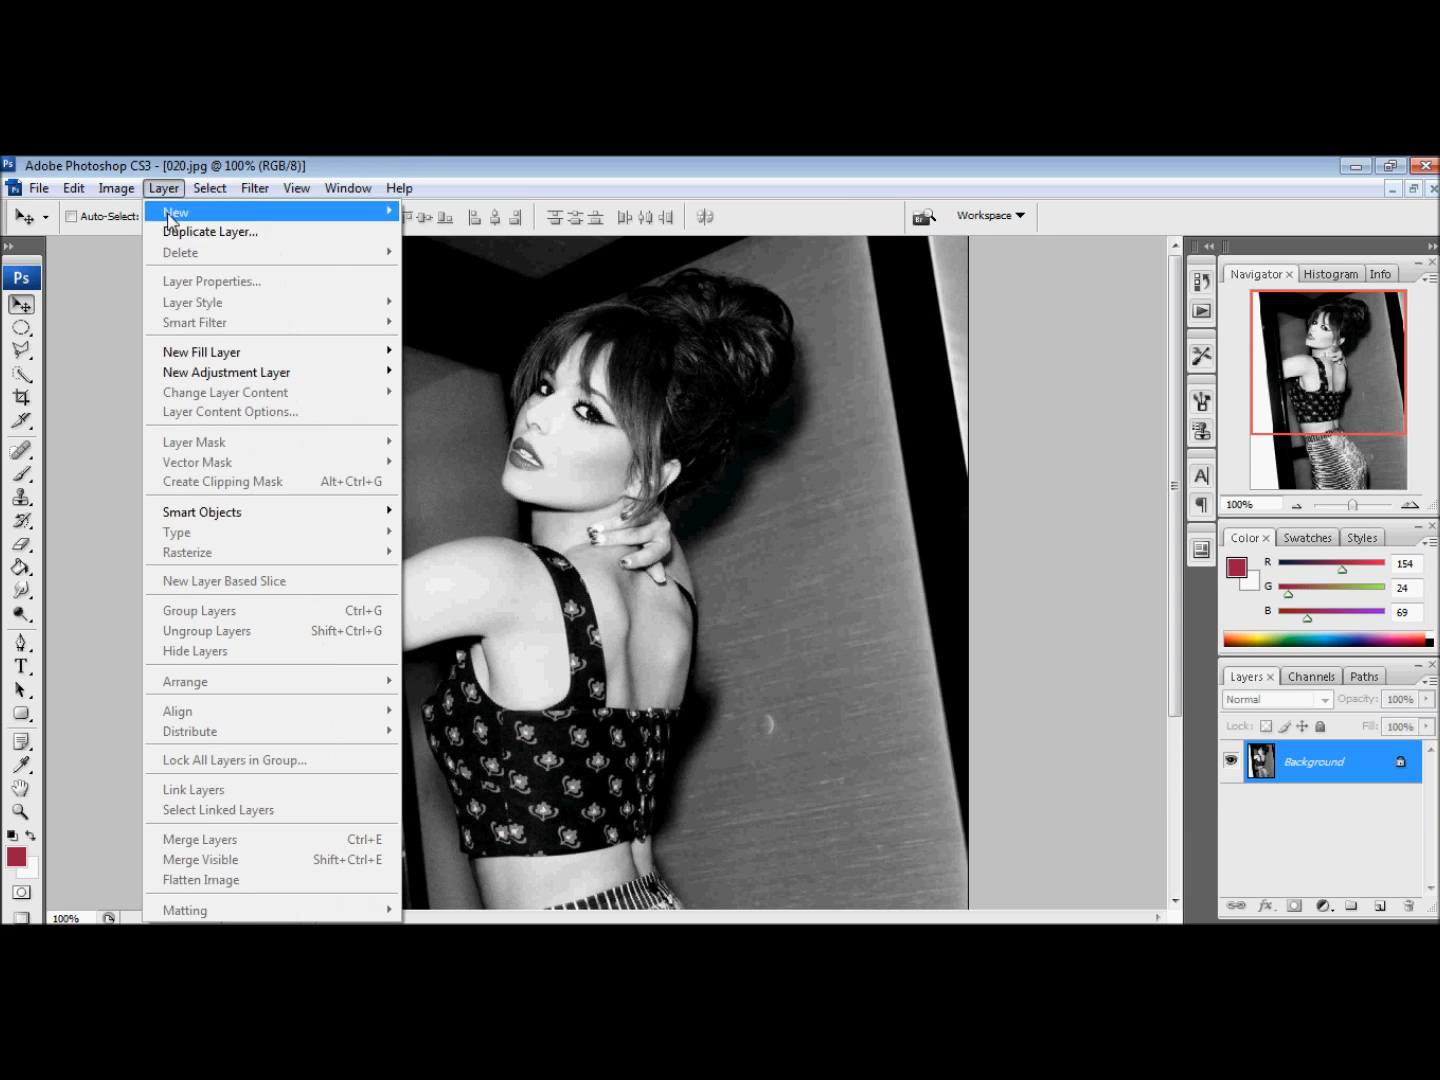 Ps Adobe Photoshop CS3 - [020.jpg @ 100% (RGB/8)]
File Edit Image Layer Select Filter View Window Help
Auto-Select: Workspace
New
Duplicate Layer...
Delete
Layer Properties...
Layer Style
Smart Filter
New Fill Layer
New Adjustment Layer
Change Layer Content
Layer Content Options...
Layer Mask
Vector Mask
Create Clipping Mask Alt+Ctrl+G
Smart Objects
Type
Rasterize
New Layer Based Slice
Group Layers Ctrl+G
Ungroup Layers Shift+Ctrl+G
Hide Layers
Arrange
Align
Distribute
Lock All Layers in Group...
Link Layers
Select Linked Layers
Merge Layers Ctrl+E
Merge Visible Shift+Ctrl+E
Flatten Image
Matting
Ps
100%
Navigator Histogram Info
100%
Color Swatches Styles
R 154
G 24
B 69
Layers Channels Paths
Normal Opacity: 100%
Lock: Fill: 100%
Background